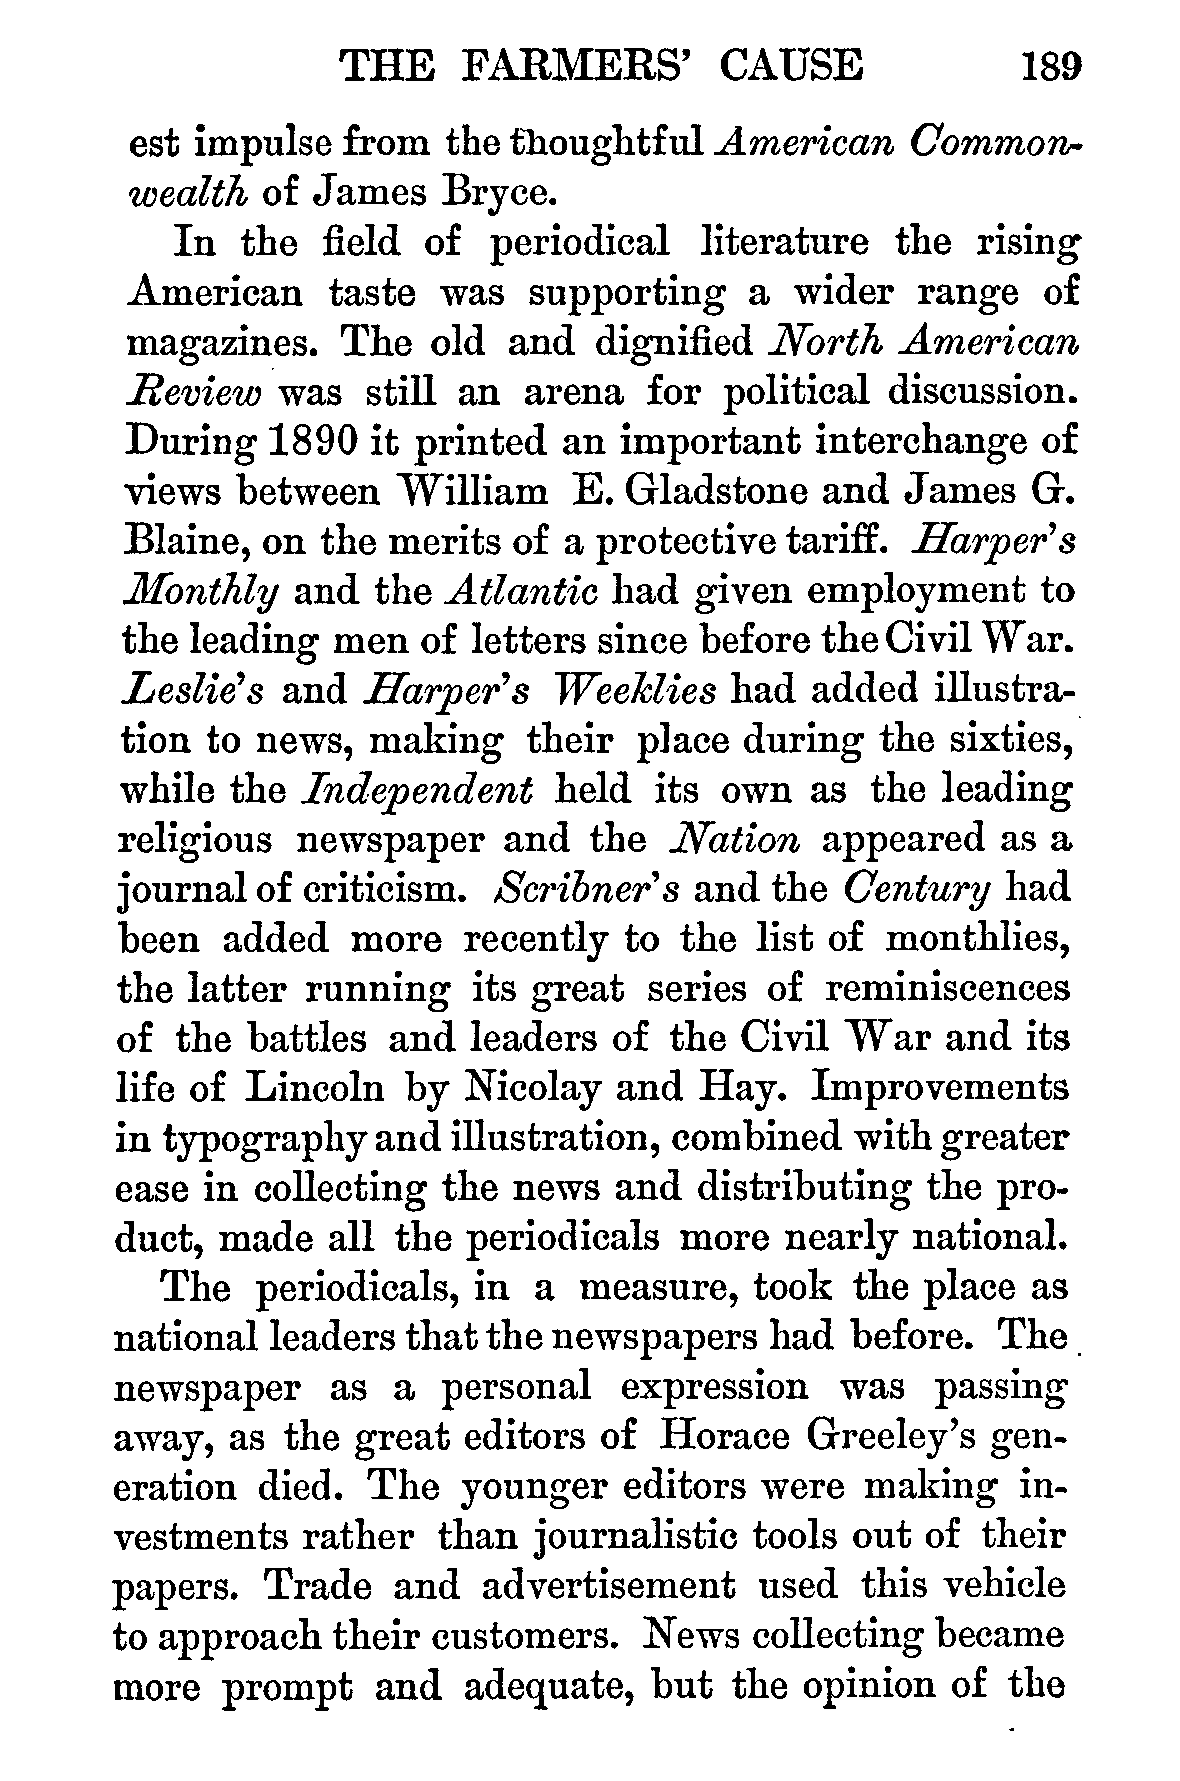 THE FARMERS' CAUSE 189
est impulse from the thoughtful American Common-
wealth of James Bryce.
In the field of periodical literature the rising
American taste was supporting a wider range of
magazines. The old and dignified North American
Review was still an arena for political discussion.
During 1890 it printed an important interchange of
views between William E. Gladstone and James G.
Blaine, on the merits of a protective tariff. Harper's
Monthly and the Atlantic had given employment to
the leading men of letters since before the Civil War.
Leslie's and Harper's Weeklies had added illustra-
tion to news, making their place during the sixties,
while the Independent held its own as the leading
religious newspaper and the Nation appeared as a
journal of criticism. Scribner's and the Century had
been added more recently to the list of monthlies,
the latter running its great series of reminiscences
of the battles and leaders of the Civil War and its
life of Lincoln by Nicolay and Hay. Improvements
in typography and illustration, combined with greater
ease in collecting the news and distributing the pro-
duct, made all the periodicals more nearly national.
The periodicals, in a measure, took the place as
national leaders that the newspapers had before. The
newspaper as a personal expression was passing
away, as the great editors of Horace Greeley's gen-
eration died. The younger editors were making in-
vestments rather than journalistic tools out of their
papers. Trade and advertisement used this vehicle
to approach their customers. News collecting became
more prompt and adequate, but the opinion of the